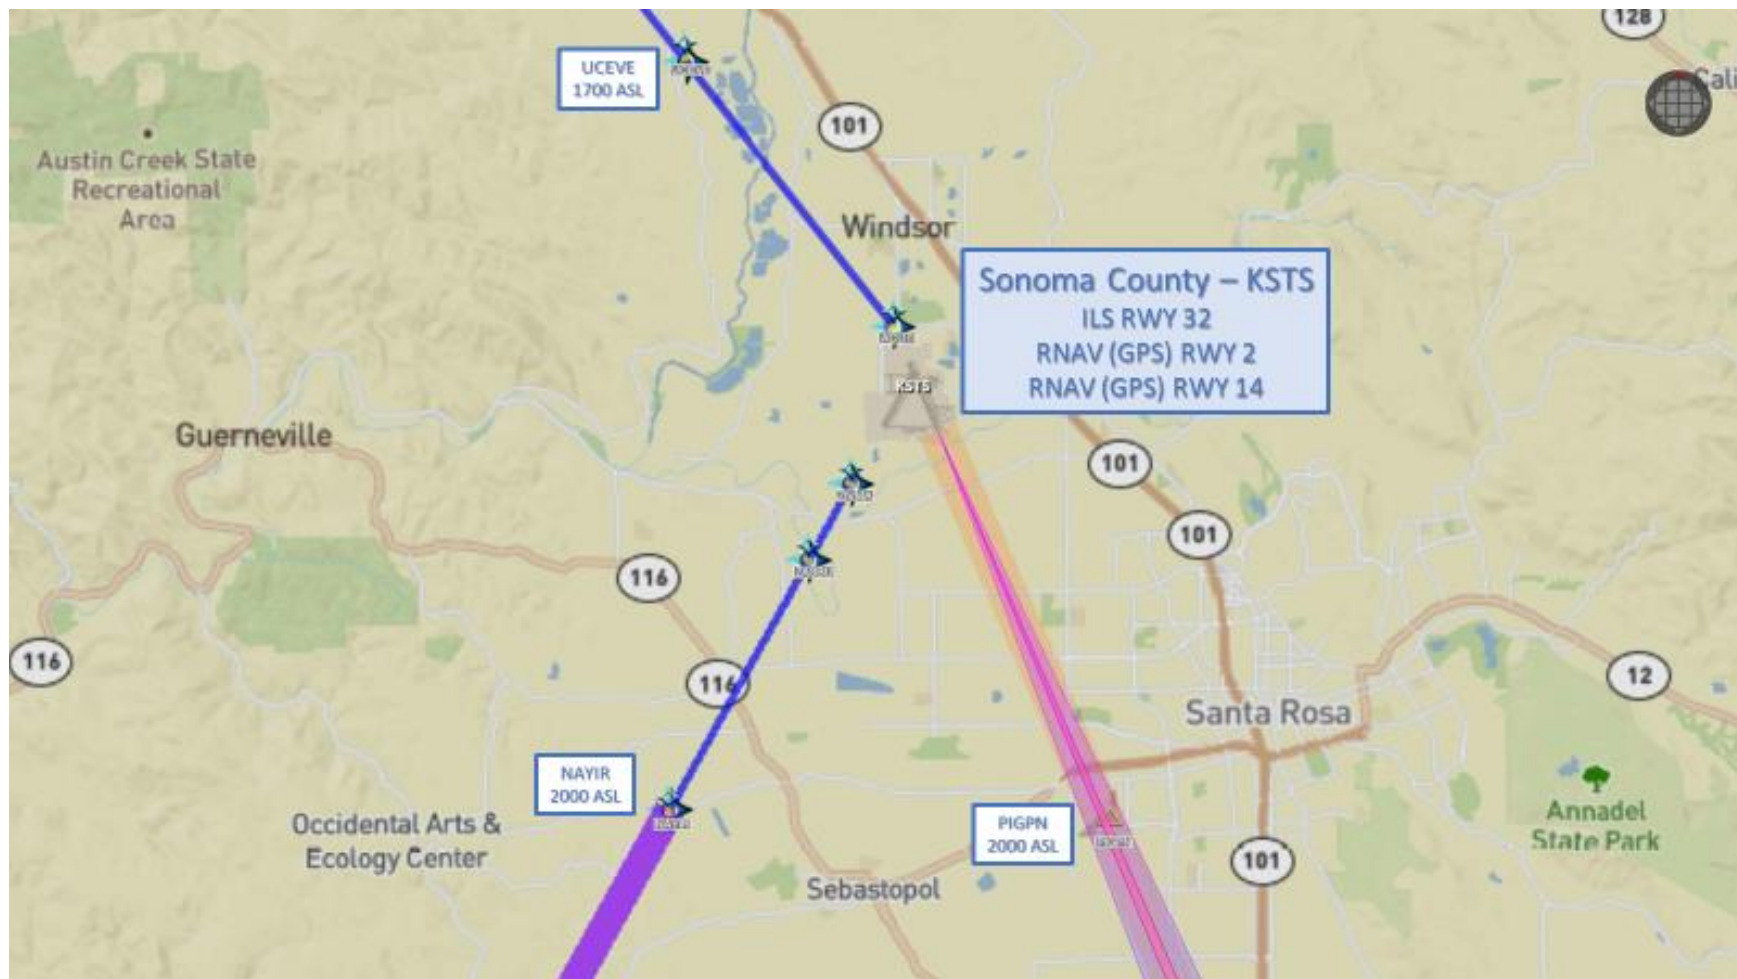 128
UCEVE
1700 ASL
Cali
101
Austin Creek State
Recreational
Area
Windsor
Sonoma County – KSTS
ILS RWY 32
RNAV (GPS) RWY 2
RNAV (GPS) RWY 14
KSTS
Guerneville
101
101
116
116
116
12
Santa Rosa
NAYIR
2000 ASL
Occidental Arts &
Ecology Center
PIGPN
2000 ASL
Annadel
State Park
101
Sebastopol